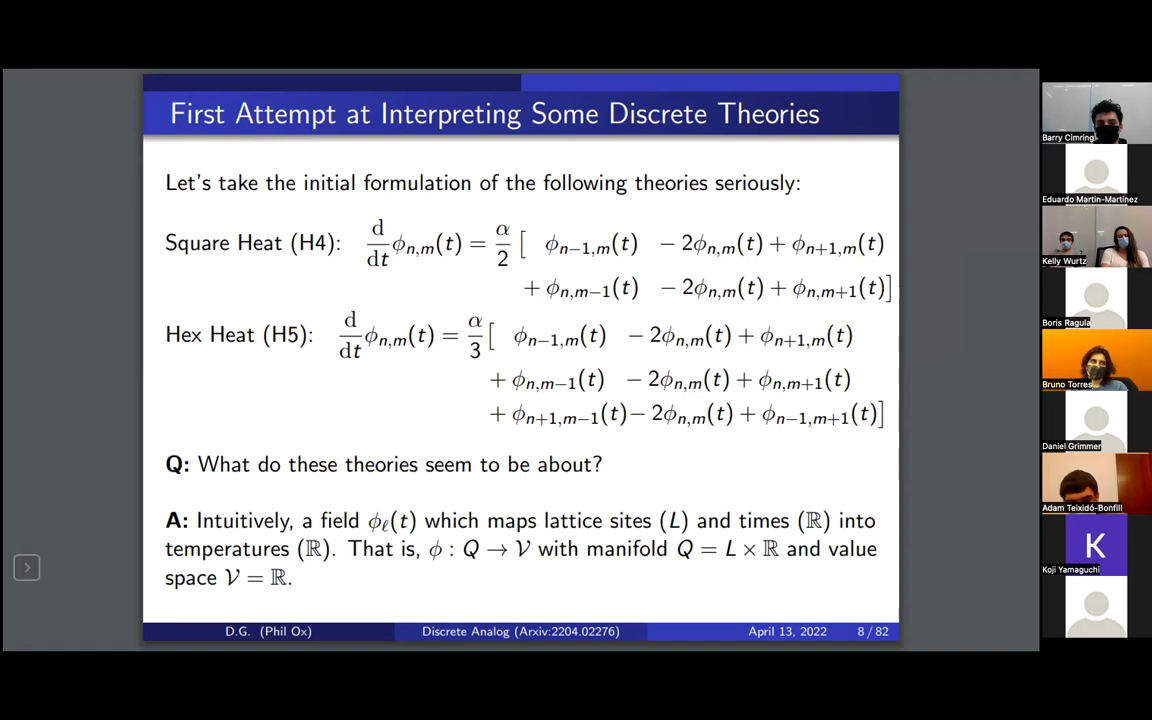 First Attempt at Interpreting Some Discrete Theories
Let's take the initial formulation of the following theories seriously:
Square Heat (H4): d/dt ϕn,m(t) = α/2 [ ϕn−1,m(t) − 2ϕn,m(t) + ϕn+1,m(t)
+ ϕn,m−1(t) − 2ϕn,m(t) + ϕn,m+1(t)]
Hex Heat (H5): d/dt ϕn,m(t) = α/3 [ ϕn−1,m(t) − 2ϕn,m(t) + ϕn+1,m(t)
+ ϕn,m−1(t) − 2ϕn,m(t) + ϕn,m+1(t)
+ ϕn+1,m−1(t) − 2ϕn,m(t) + ϕn−1,m+1(t)]
Q: What do these theories seem to be about?
A: Intuitively, a field ϕℓ(t) which maps lattice sites (L) and times (ℝ) into
temperatures (ℝ). That is, ϕ : Q → 𝒱 with manifold Q = L × ℝ and value
space 𝒱 = ℝ.
D.G. (Phil Ox) Discrete Analog (Arxiv:2204.02276) April 13, 2022 8 / 82
Barry Cimring
Eduardo Martin-Martinez
Kelly Wurtz
Boris Ragula
Bruno Torres
Daniel Grimmer
Adam Teixidó-Bonfill
K
Koji Yamaguchi